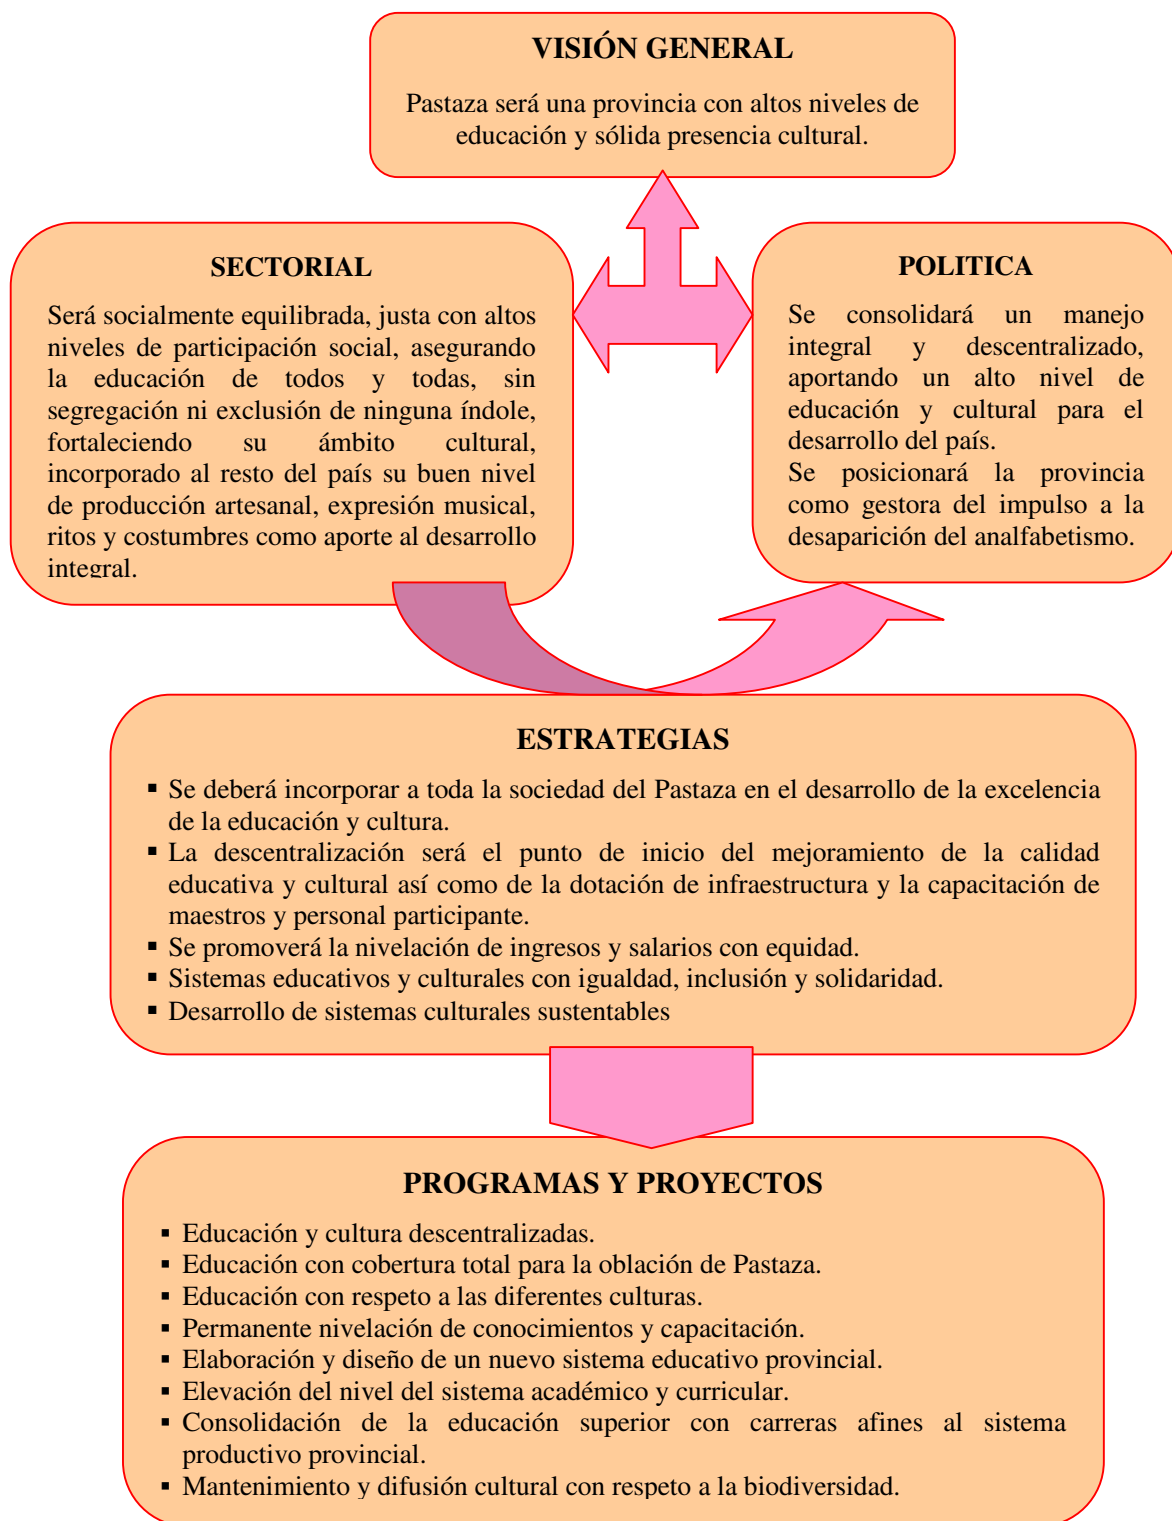 VISIÓN GENERAL
Pastaza será una provincia con altos niveles de
educación y sólida presencia cultural.
SECTORIAL
Será socialmente equilibrada, justa con altos
niveles de participación social, asegurando
la educación de todos y todas, sin
segregación ni exclusión de ninguna índole,
fortaleciendo su ámbito cultural,
incorporado al resto del país su buen nivel
de producción artesanal, expresión musical,
ritos y costumbres como aporte al desarrollo
integral.
POLITICA
Se consolidará un manejo
integral y descentralizado,
aportando un alto nivel de
educación y cultural para el
desarrollo del país.
Se posicionará la provincia
como gestora del impulso a la
desaparición del analfabetismo.
ESTRATEGIAS
▪ Se deberá incorporar a toda la sociedad del Pastaza en el desarrollo de la excelencia
de la educación y cultura.
▪ La descentralización será el punto de inicio del mejoramiento de la calidad
educativa y cultural así como de la dotación de infraestructura y la capacitación de
maestros y personal participante.
▪ Se promoverá la nivelación de ingresos y salarios con equidad.
▪ Sistemas educativos y culturales con igualdad, inclusión y solidaridad.
▪ Desarrollo de sistemas culturales sustentables
PROGRAMAS Y PROYECTOS
▪ Educación y cultura descentralizadas.
▪ Educación con cobertura total para la oblación de Pastaza.
▪ Educación con respeto a las diferentes culturas.
▪ Permanente nivelación de conocimientos y capacitación.
▪ Elaboración y diseño de un nuevo sistema educativo provincial.
▪ Elevación del nivel del sistema académico y curricular.
▪ Consolidación de la educación superior con carreras afines al sistema
productivo provincial.
▪ Mantenimiento y difusión cultural con respeto a la biodiversidad.